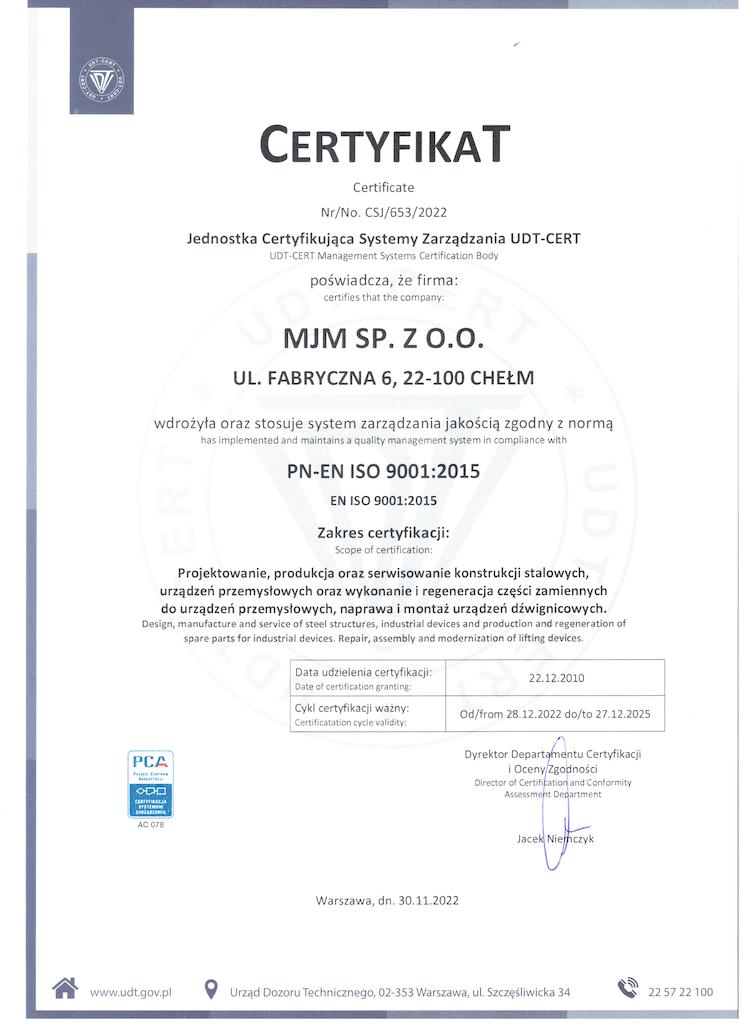 UDT-CERT
CERTYFIKAT
Certificate
Nr/No. CSJ/653/2022
Jednostka Certyfikująca Systemy Zarządzania UDT-CERT
UDT-CERT Management Systems Certification Body
poświadcza, że firma:
certifies that the company:
MJM SP. Z O.O.
UL. FABRYCZNA 6, 22-100 CHEŁM
wdrożyła oraz stosuje system zarządzania jakością zgodny z normą
has implemented and maintains a quality management system in compliance with
PN-EN ISO 9001:2015
EN ISO 9001:2015
Zakres certyfikacji:
Scope of certification:
Projektowanie, produkcja oraz serwisowanie konstrukcji stalowych,
urządzeń przemysłowych oraz wykonanie i regeneracja części zamiennych
do urządzeń przemysłowych, naprawa i montaż urządzeń dźwignicowych.
Design, manufacture and service of steel structures, industrial devices and production and regeneration of
spare parts for industrial devices. Repair, assembly and modernization of lifting devices.
Data udzielenia certyfikacji:
Date of certification granting:
22.12.2010
Cykl certyfikacji ważny:
Certificatation cycle validity:
Od/from 28.12.2022 do/to 27.12.2025
PCA
POLSKIE CENTRUM
AKREDYTACJI
CERTYFIKACJA
SYSTEMÓW
ZARZĄDZANIA
AC 078
Dyrektor Departamentu Certyfikacji
i Oceny Zgodności
Director of Certification and Conformity
Assessment Department
Jacek Niemczyk
Warszawa, dn. 30.11.2022
www.udt.gov.pl
Urząd Dozoru Technicznego, 02-353 Warszawa, ul. Szczęśliwicka 34
22 57 22 100